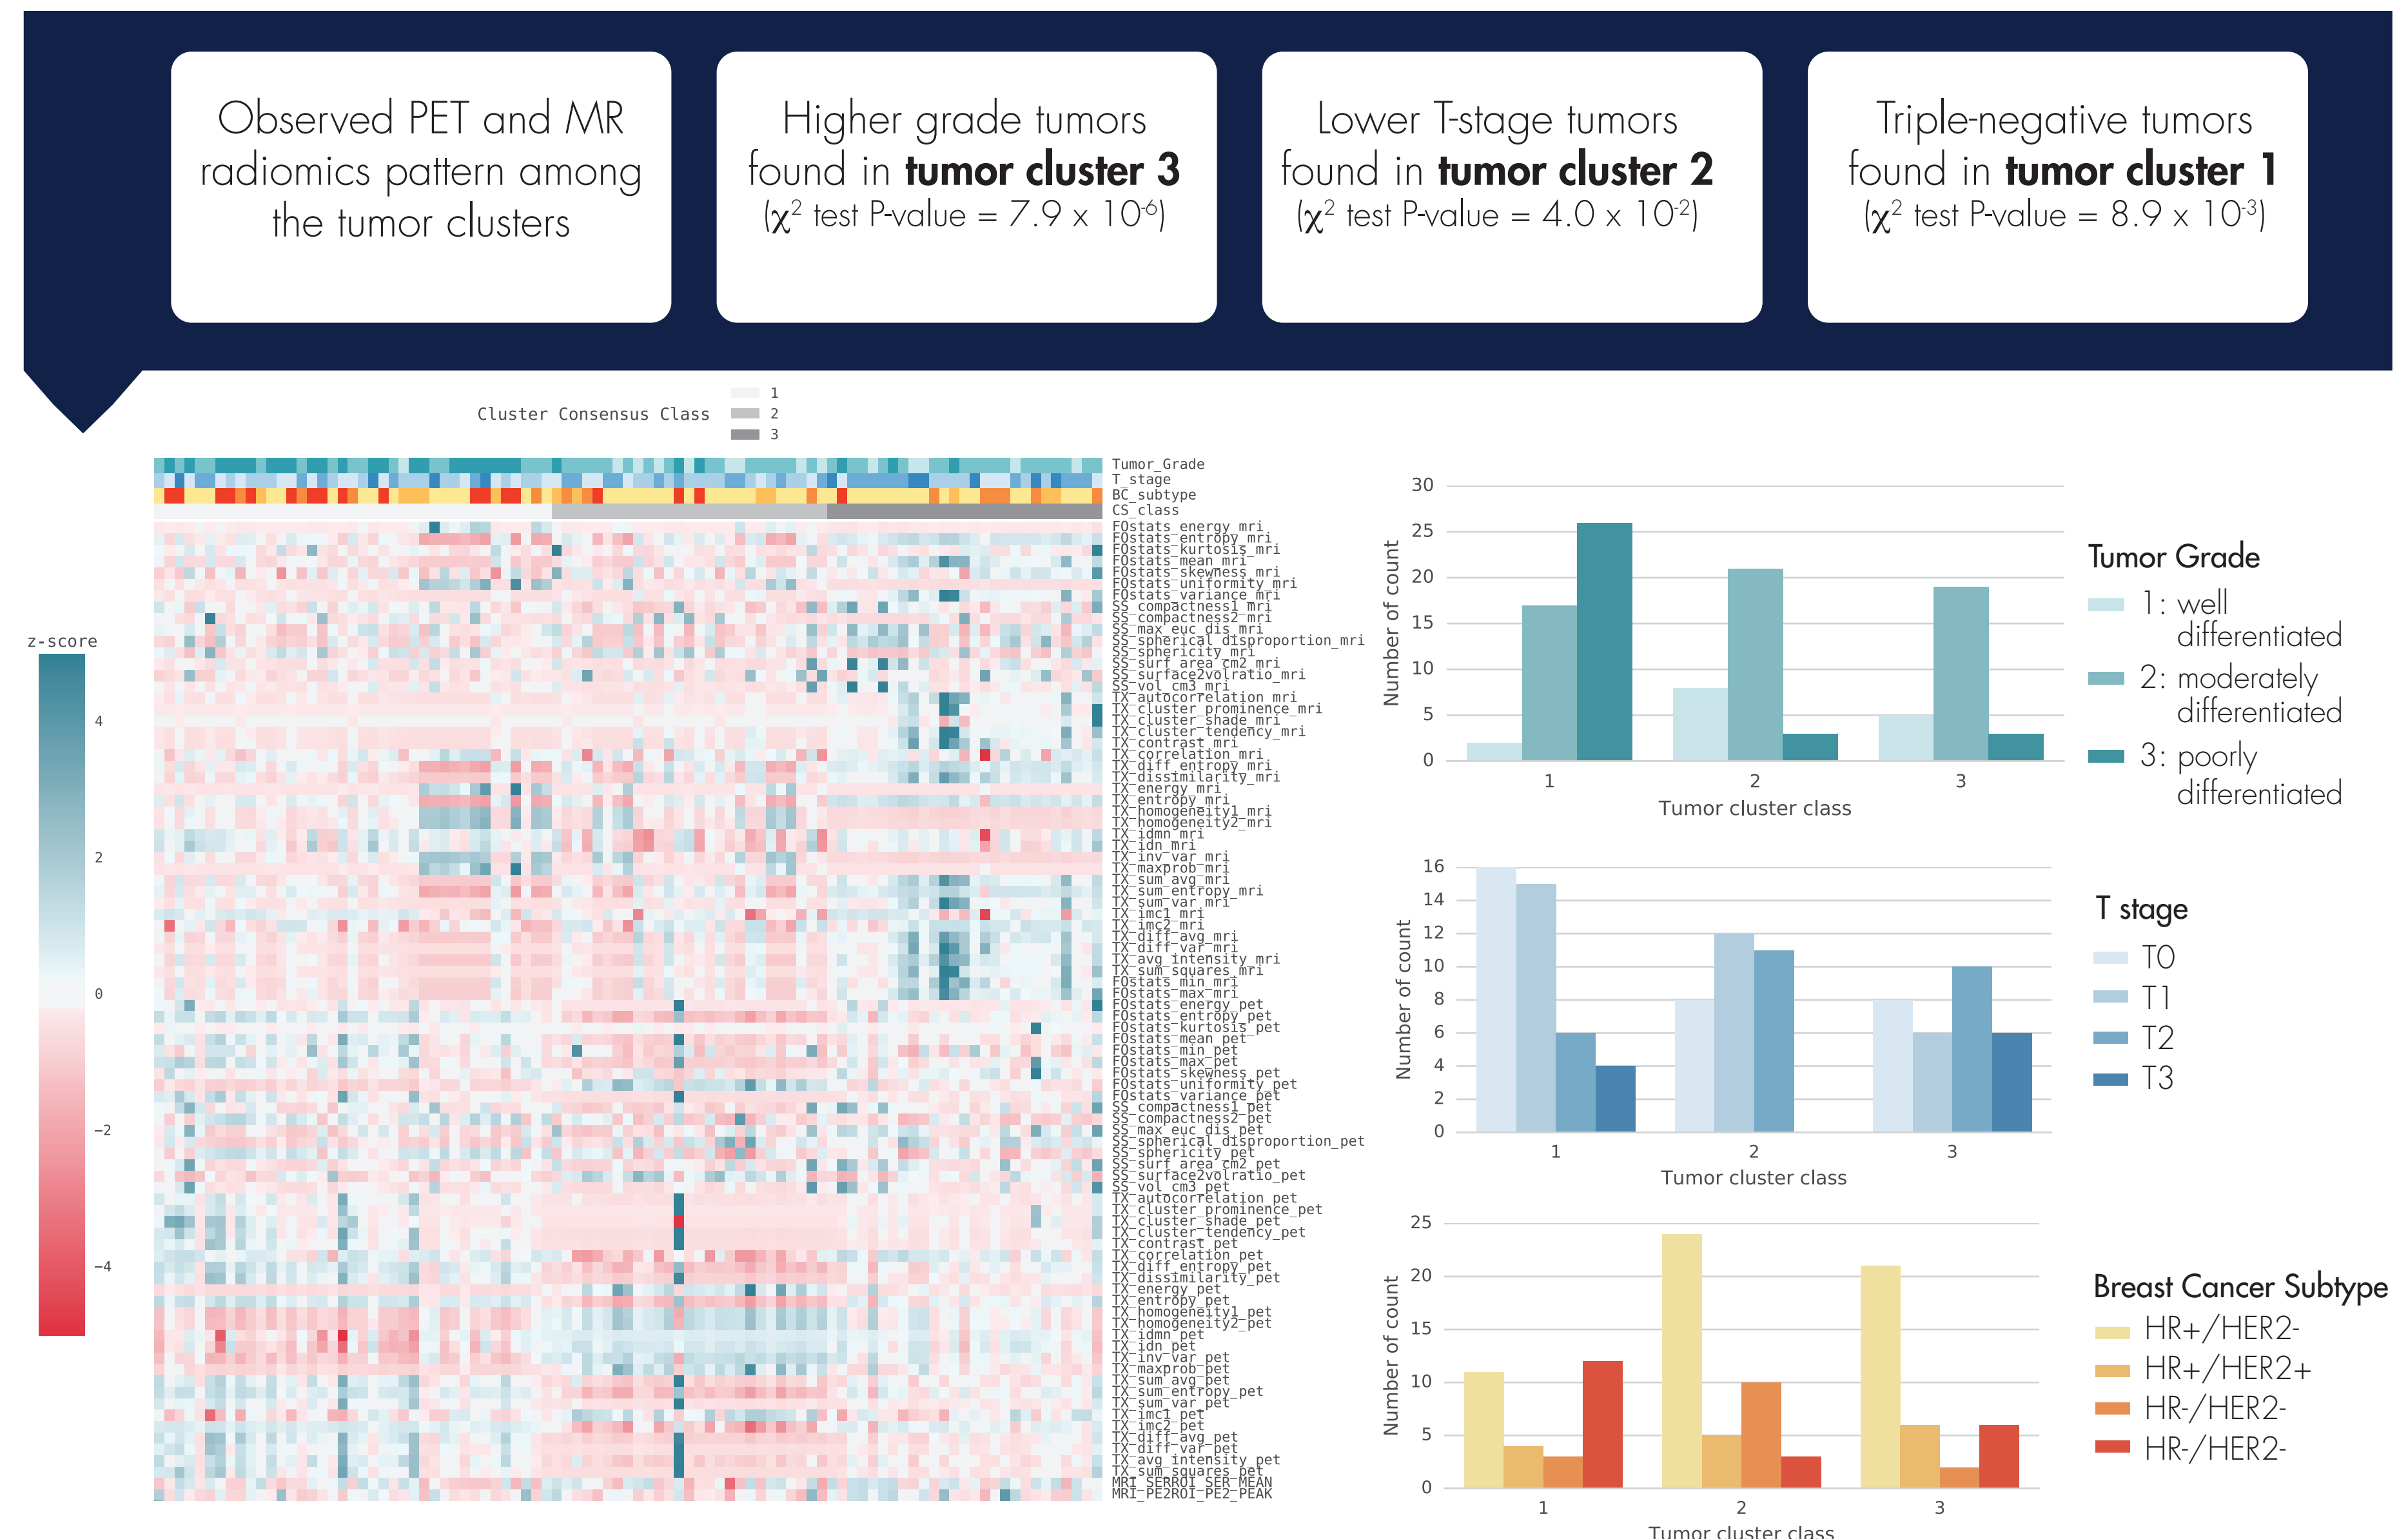 Observed PET and MR
radiomics pattern among
the tumor clusters
Higher grade tumors
found in tumor cluster 3
(χ² test P-value = 7.9 x 10⁻⁶)
Lower T-stage tumors
found in tumor cluster 2
(χ² test P-value = 4.0 x 10⁻²)
Triple-negative tumors
found in tumor cluster 1
(χ² test P-value = 8.9 x 10⁻³)
Cluster Consensus Class
1
2
3
z-score
4
2
0
−2
−4
Tumor_Grade
T_stage
BC_subtype
CS_class
FOstats_energy_mri
FOstats_entropy_mri
FOstats_kurtosis_mri
FOstats_mean_mri
FOstats_skewness_mri
FOstats_uniformity_mri
FOstats_variance_mri
SS_compactness1_mri
SS_compactness2_mri
SS_max_euc_dis_mri
SS_spherical_disproportion_mri
SS_sphericity_mri
SS_surf_area_cm2_mri
SS_surface2volratio_mri
SS_vol_cm3_mri
TX_autocorrelation_mri
TX_cluster_prominence_mri
TX_cluster_shade_mri
TX_cluster_tendency_mri
TX_contrast_mri
TX_correlation_mri
TX_diff_entropy_mri
TX_dissimilarity_mri
TX_energy_mri
TX_entropy_mri
TX_homogeneity1_mri
TX_homogeneity2_mri
TX_idmn_mri
TX_idn_mri
TX_inv_var_mri
TX_maxprob_mri
TX_sum_avg_mri
TX_sum_entropy_mri
TX_sum_var_mri
TX_imc1_mri
TX_imc2_mri
TX_diff_avg_mri
TX_diff_var_mri
TX_avg_intensity_mri
TX_sum_squares_mri
FOstats_min_mri
FOstats_max_mri
FOstats_energy_pet
FOstats_entropy_pet
FOstats_kurtosis_pet
FOstats_mean_pet
FOstats_min_pet
FOstats_max_pet
FOstats_skewness_pet
FOstats_uniformity_pet
FOstats_variance_pet
SS_compactness1_pet
SS_compactness2_pet
SS_max_euc_dis_pet
SS_spherical_disproportion_pet
SS_sphericity_pet
SS_surf_area_cm2_pet
SS_surface2volratio_pet
SS_vol_cm3_pet
TX_autocorrelation_pet
TX_cluster_prominence_pet
TX_cluster_shade_pet
TX_cluster_tendency_pet
TX_contrast_pet
TX_correlation_pet
TX_diff_entropy_pet
TX_dissimilarity_pet
TX_energy_pet
TX_entropy_pet
TX_homogeneity1_pet
TX_homogeneity2_pet
TX_idmn_pet
TX_idn_pet
TX_inv_var_pet
TX_maxprob_pet
TX_sum_avg_pet
TX_sum_entropy_pet
TX_sum_var_pet
TX_imc1_pet
TX_imc2_pet
TX_diff_avg_pet
TX_diff_var_pet
TX_avg_intensity_pet
TX_sum_squares_pet
MRI_SERROI_SER_MEAN
MRI_PE2ROI_PE2_PEAK
Number of count
30
25
20
15
10
5
0
1
2
3
Tumor cluster class
Tumor Grade
1: well
differentiated
2: moderately
differentiated
3: poorly
differentiated
Number of count
16
14
12
10
8
6
4
2
0
1
2
3
Tumor cluster class
T stage
T0
T1
T2
T3
Number of count
25
20
15
10
5
0
1
2
3
Tumor cluster class
Breast Cancer Subtype
HR+/HER2-
HR+/HER2+
HR-/HER2-
HR-/HER2-